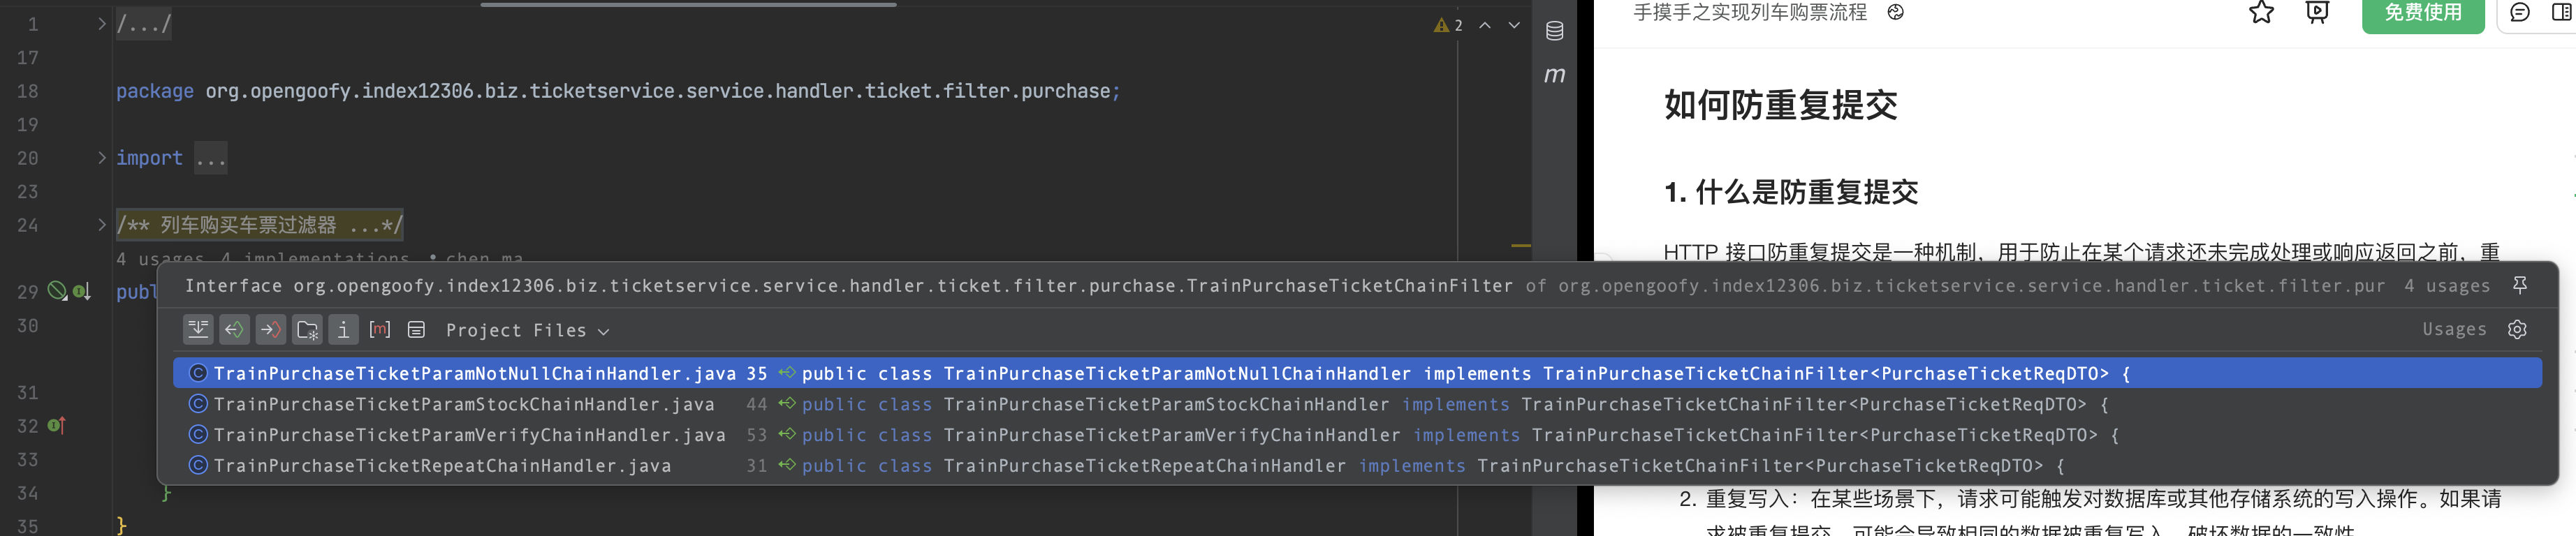 1 /.../
17
18 package org.opengoofy.index12306.biz.ticketservice.service.handler.ticket.filter.purchase;
19
20 import ...
23
24 /** 列车购买车票过滤器 ...*/
4 usages 4 implementations chen.ma
29 publ
30
31
32
33
34 }
35 }
2
m
Interface org.opengoofy.index12306.biz.ticketservice.service.handler.ticket.filter.purchase.TrainPurchaseTicketChainFilter of org.opengoofy.index12306.biz.ticketservice.service.handler.ticket.filter.pur 4 usages
Project Files Usages
TrainPurchaseTicketParamNotNullChainHandler.java 35 public class TrainPurchaseTicketParamNotNullChainHandler implements TrainPurchaseTicketChainFilter<PurchaseTicketReqDTO> {
TrainPurchaseTicketParamStockChainHandler.java 44 public class TrainPurchaseTicketParamStockChainHandler implements TrainPurchaseTicketChainFilter<PurchaseTicketReqDTO> {
TrainPurchaseTicketParamVerifyChainHandler.java 53 public class TrainPurchaseTicketParamVerifyChainHandler implements TrainPurchaseTicketChainFilter<PurchaseTicketReqDTO> {
TrainPurchaseTicketRepeatChainHandler.java 31 public class TrainPurchaseTicketRepeatChainHandler implements TrainPurchaseTicketChainFilter<PurchaseTicketReqDTO> {
手摸手之实现列车购票流程
免费使用
如何防重复提交
1. 什么是防重复提交
HTTP 接口防重复提交是一种机制，用于防止在某个请求还未完成处理或响应返回之前，重
2. 重复写入：在某些场景下，请求可能触发对数据库或其他存储系统的写入操作。如果请
求被重复提交，可能会导致相同的数据被重复写入，破坏数据的一致性。